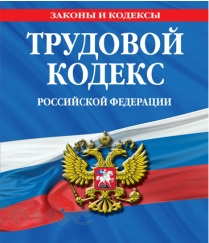 ЗАКОНЫ И КОДЕКСЫ
ТРУДОВОЙ
КОДЕКС
РОССИЙСКОЙ ФЕДЕРАЦИИ